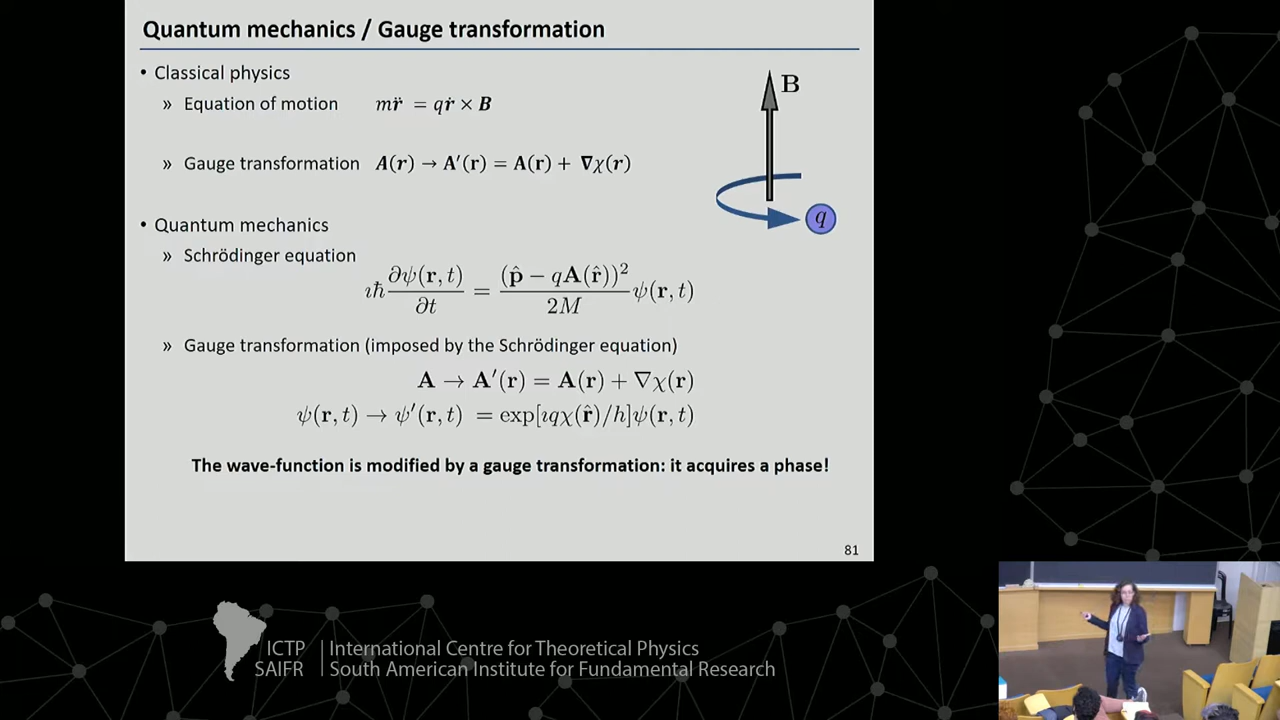 Quantum mechanics / Gauge transformation
• Classical physics
» Equation of motion m𝒓̈ = q𝒓̇ × B
» Gauge transformation A(r) → A′(r) = A(r) + ∇χ(r)
B
q
• Quantum mechanics
» Schrödinger equation
ıħ ∂ψ(r, t)/∂t = (p̂ − qA(r̂))²/2M ψ(r, t)
» Gauge transformation (imposed by the Schrödinger equation)
A → A′(r) = A(r) + ∇χ(r)
ψ(r, t) → ψ′(r, t) = exp[ıqχ(r̂)/h]ψ(r, t)
The wave-function is modified by a gauge transformation: it acquires a phase!
81
ICTP | International Centre for Theoretical Physics
SAIFR | South American Institute for Fundamental Research